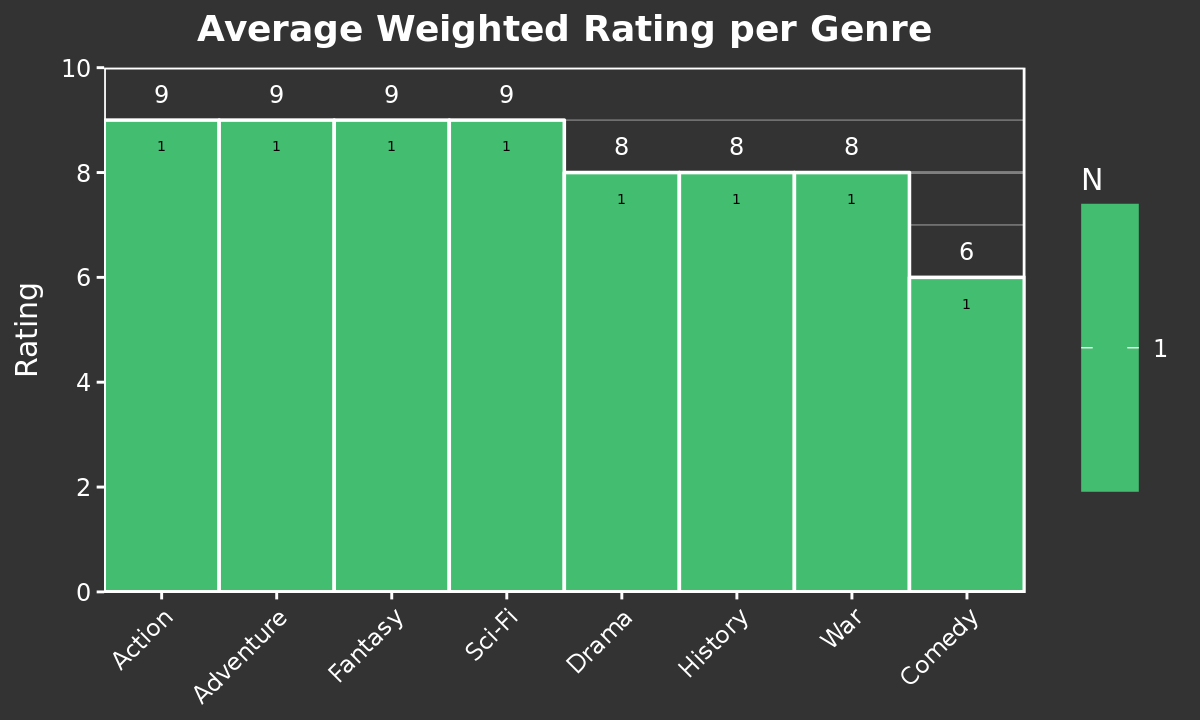 Average Weighted Rating per Genre
10
9 9 9 9
1 1 1 1
8 8 8
8
1 1 1
N
6
6
1
Rating
1
4
2
0
Action Adventure Fantasy Sci-Fi Drama History War Comedy